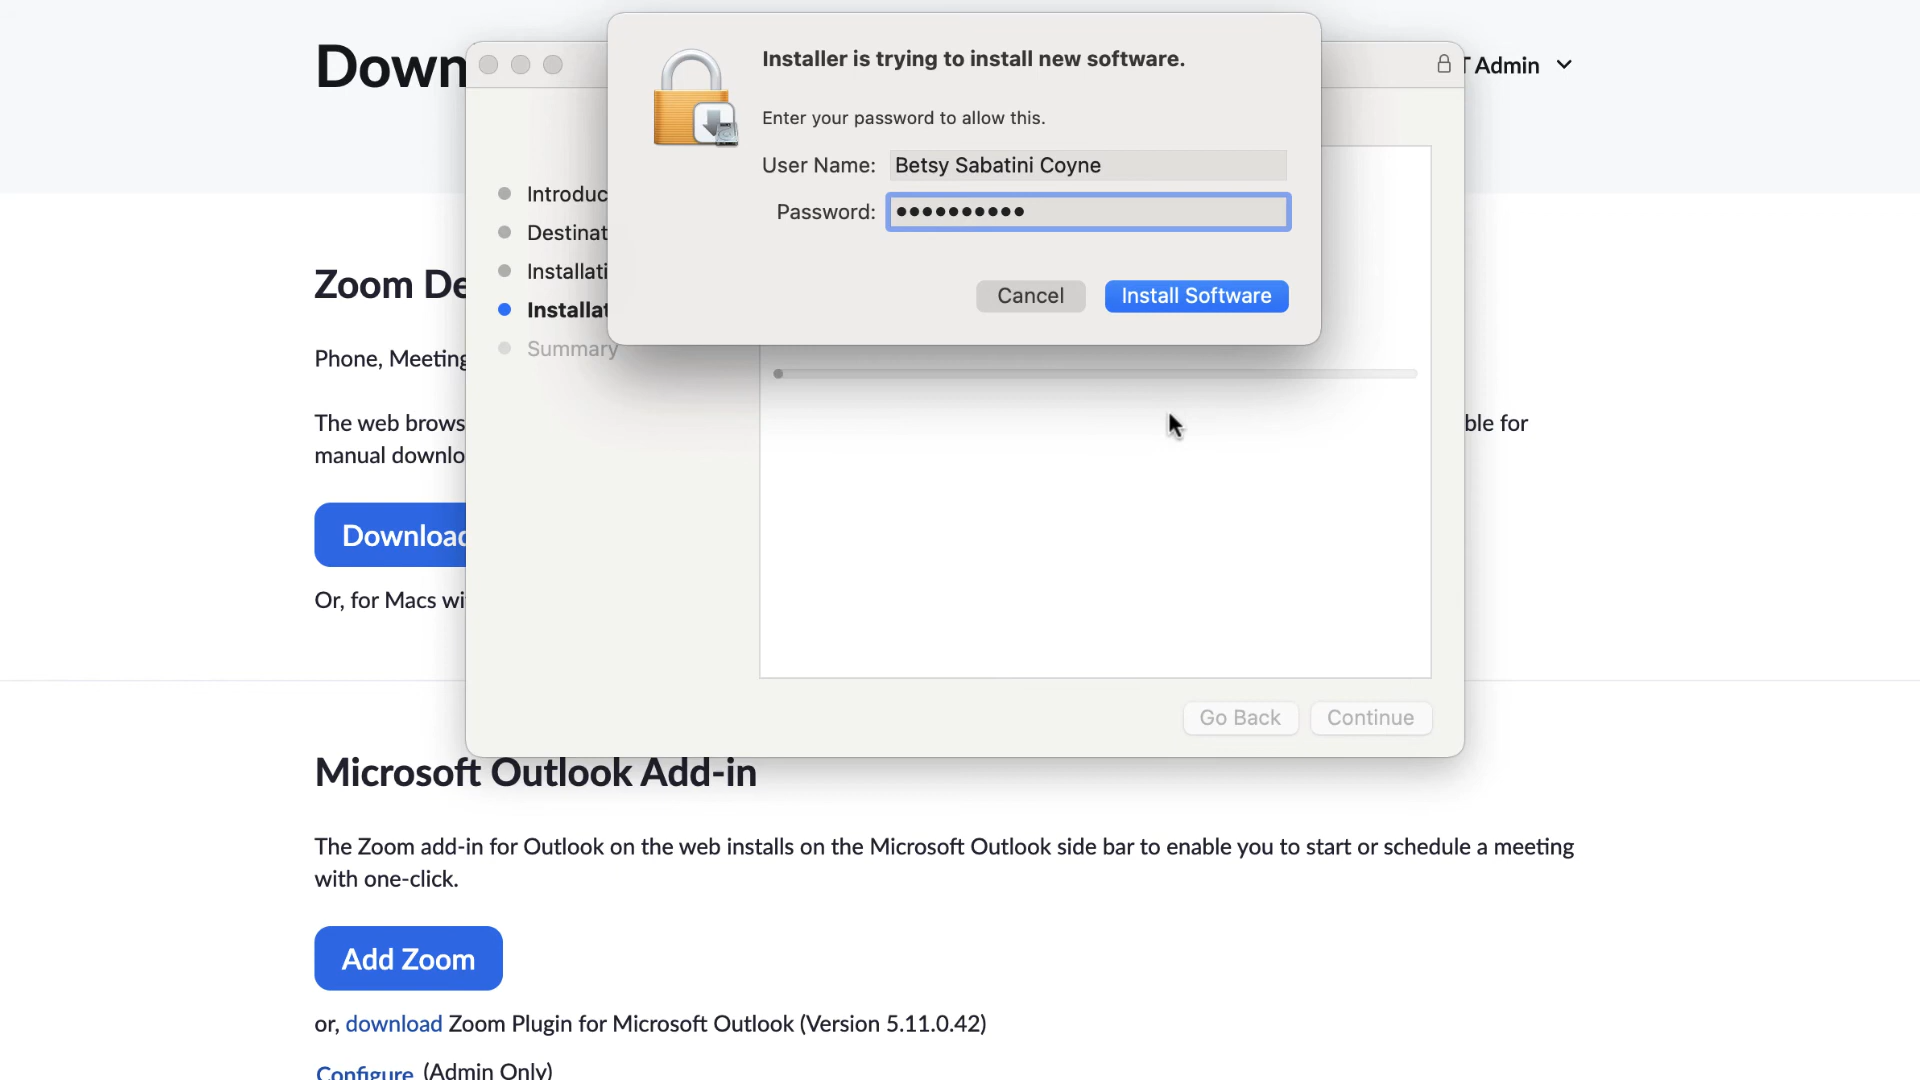 Down
Admin
Installer is trying to install new software.
Enter your password to allow this.
User Name: Betsy Sabatini Coyne
Password: ●●●●●●●●●●
Cancel
Install Software
Introduc
Destinat
Installati
Installat
Summary
Go Back
Continue
Zoom De
Phone, Meeting
The web brows
ble for
manual downlo
Download
Or, for Macs wi
Microsoft Outlook Add-in
The Zoom add-in for Outlook on the web installs on the Microsoft Outlook side bar to enable you to start or schedule a meeting
with one-click.
Add Zoom
or, download Zoom Plugin for Microsoft Outlook (Version 5.11.0.42)
Configure (Admin Only)